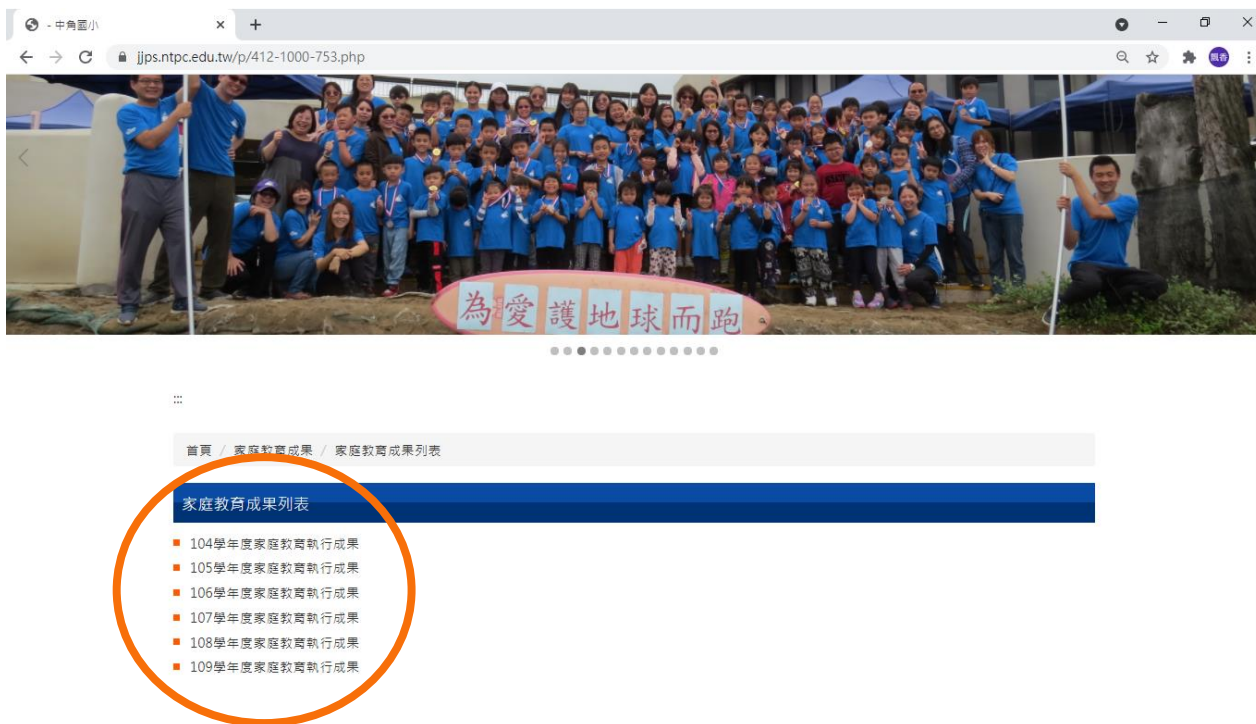 - 中角國小
jjps.ntpc.edu.tw/p/412-1000-753.php
飄香
為愛護地球而跑
:::
首頁 / 家庭教育成果 / 家庭教育成果列表
家庭教育成果列表
104學年度家庭教育執行成果
105學年度家庭教育執行成果
106學年度家庭教育執行成果
107學年度家庭教育執行成果
108學年度家庭教育執行成果
109學年度家庭教育執行成果